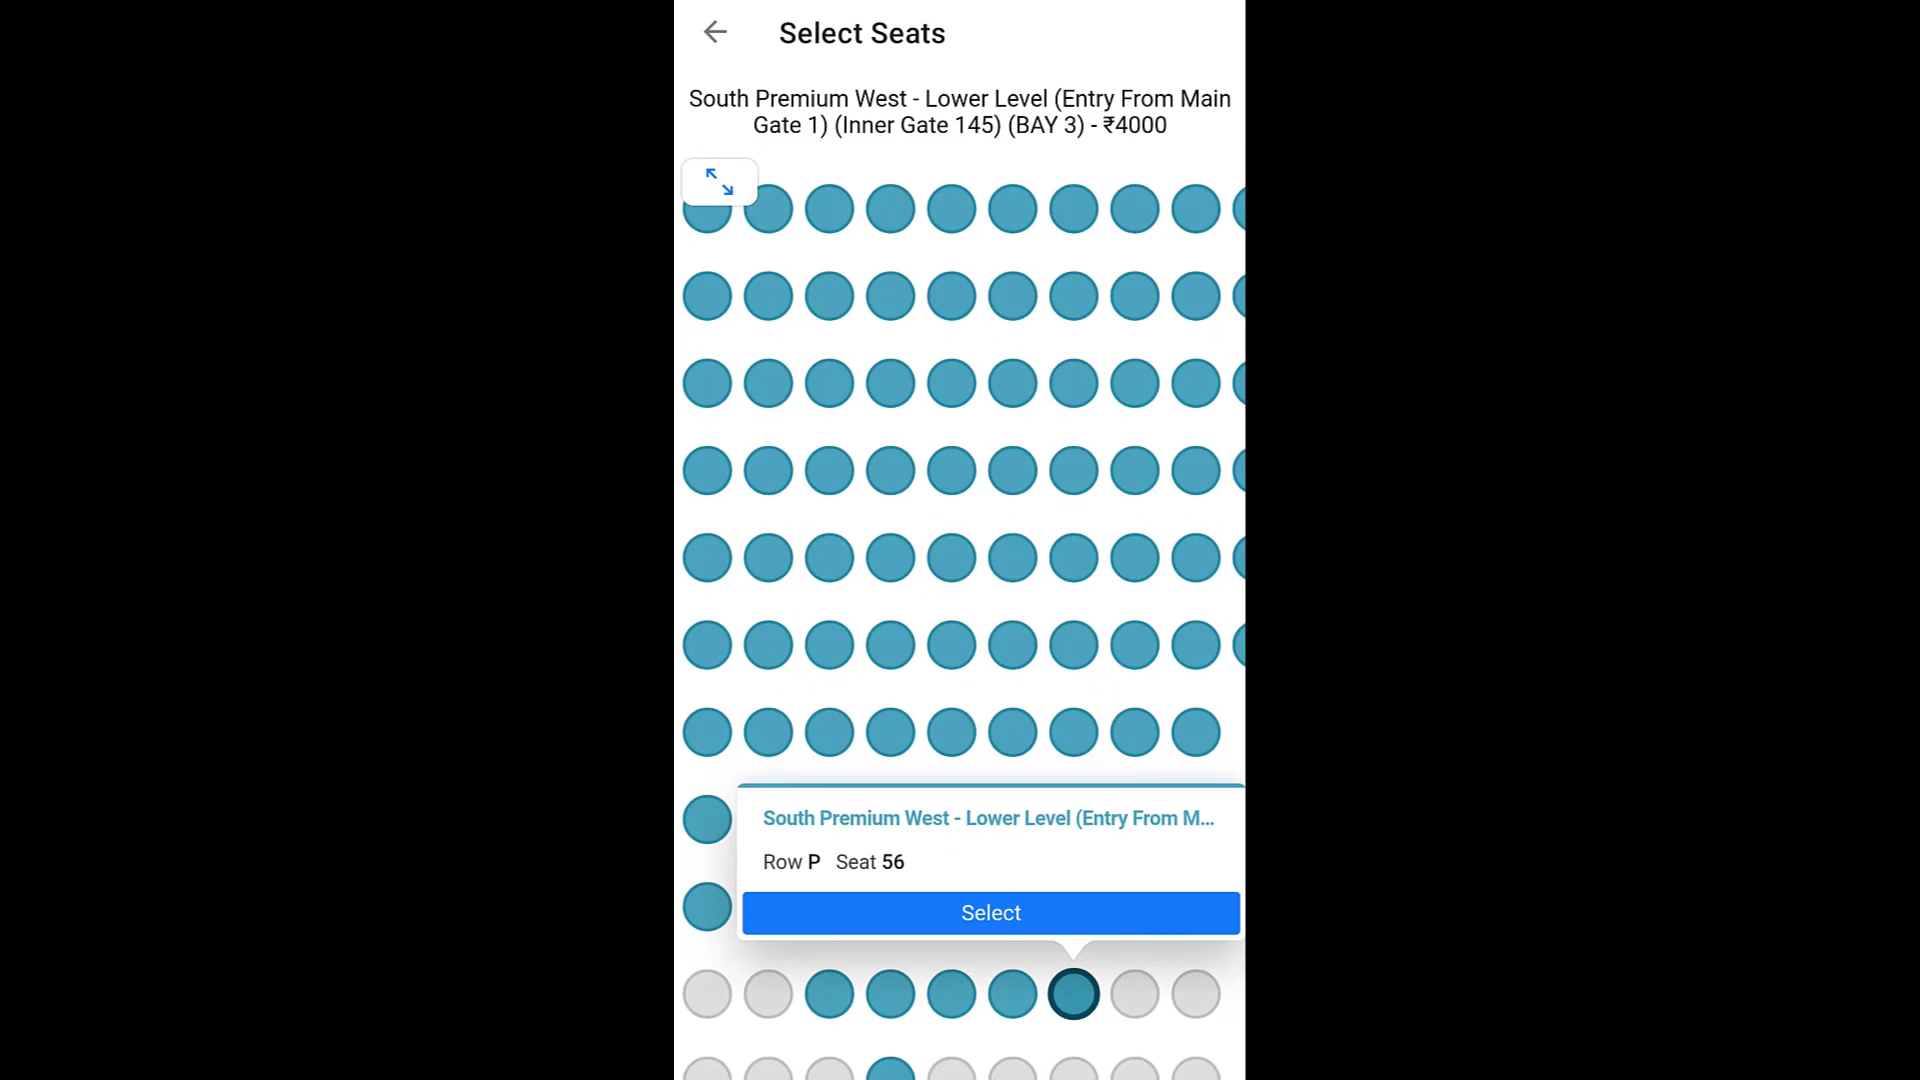 Select Seats
South Premium West - Lower Level (Entry From Main
Gate 1) (Inner Gate 145) (BAY 3) - ₹4000
South Premium West - Lower Level (Entry From M...
Row P Seat 56
Select